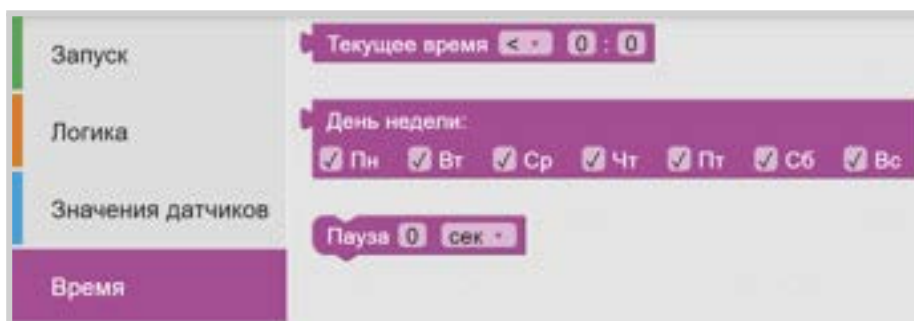 Запуск
Логика
Значения датчиков
Время
Текущее время < 0 : 0
День недели:
Пн Вт Ср Чт Пт Сб Вс
Пауза 0 сек